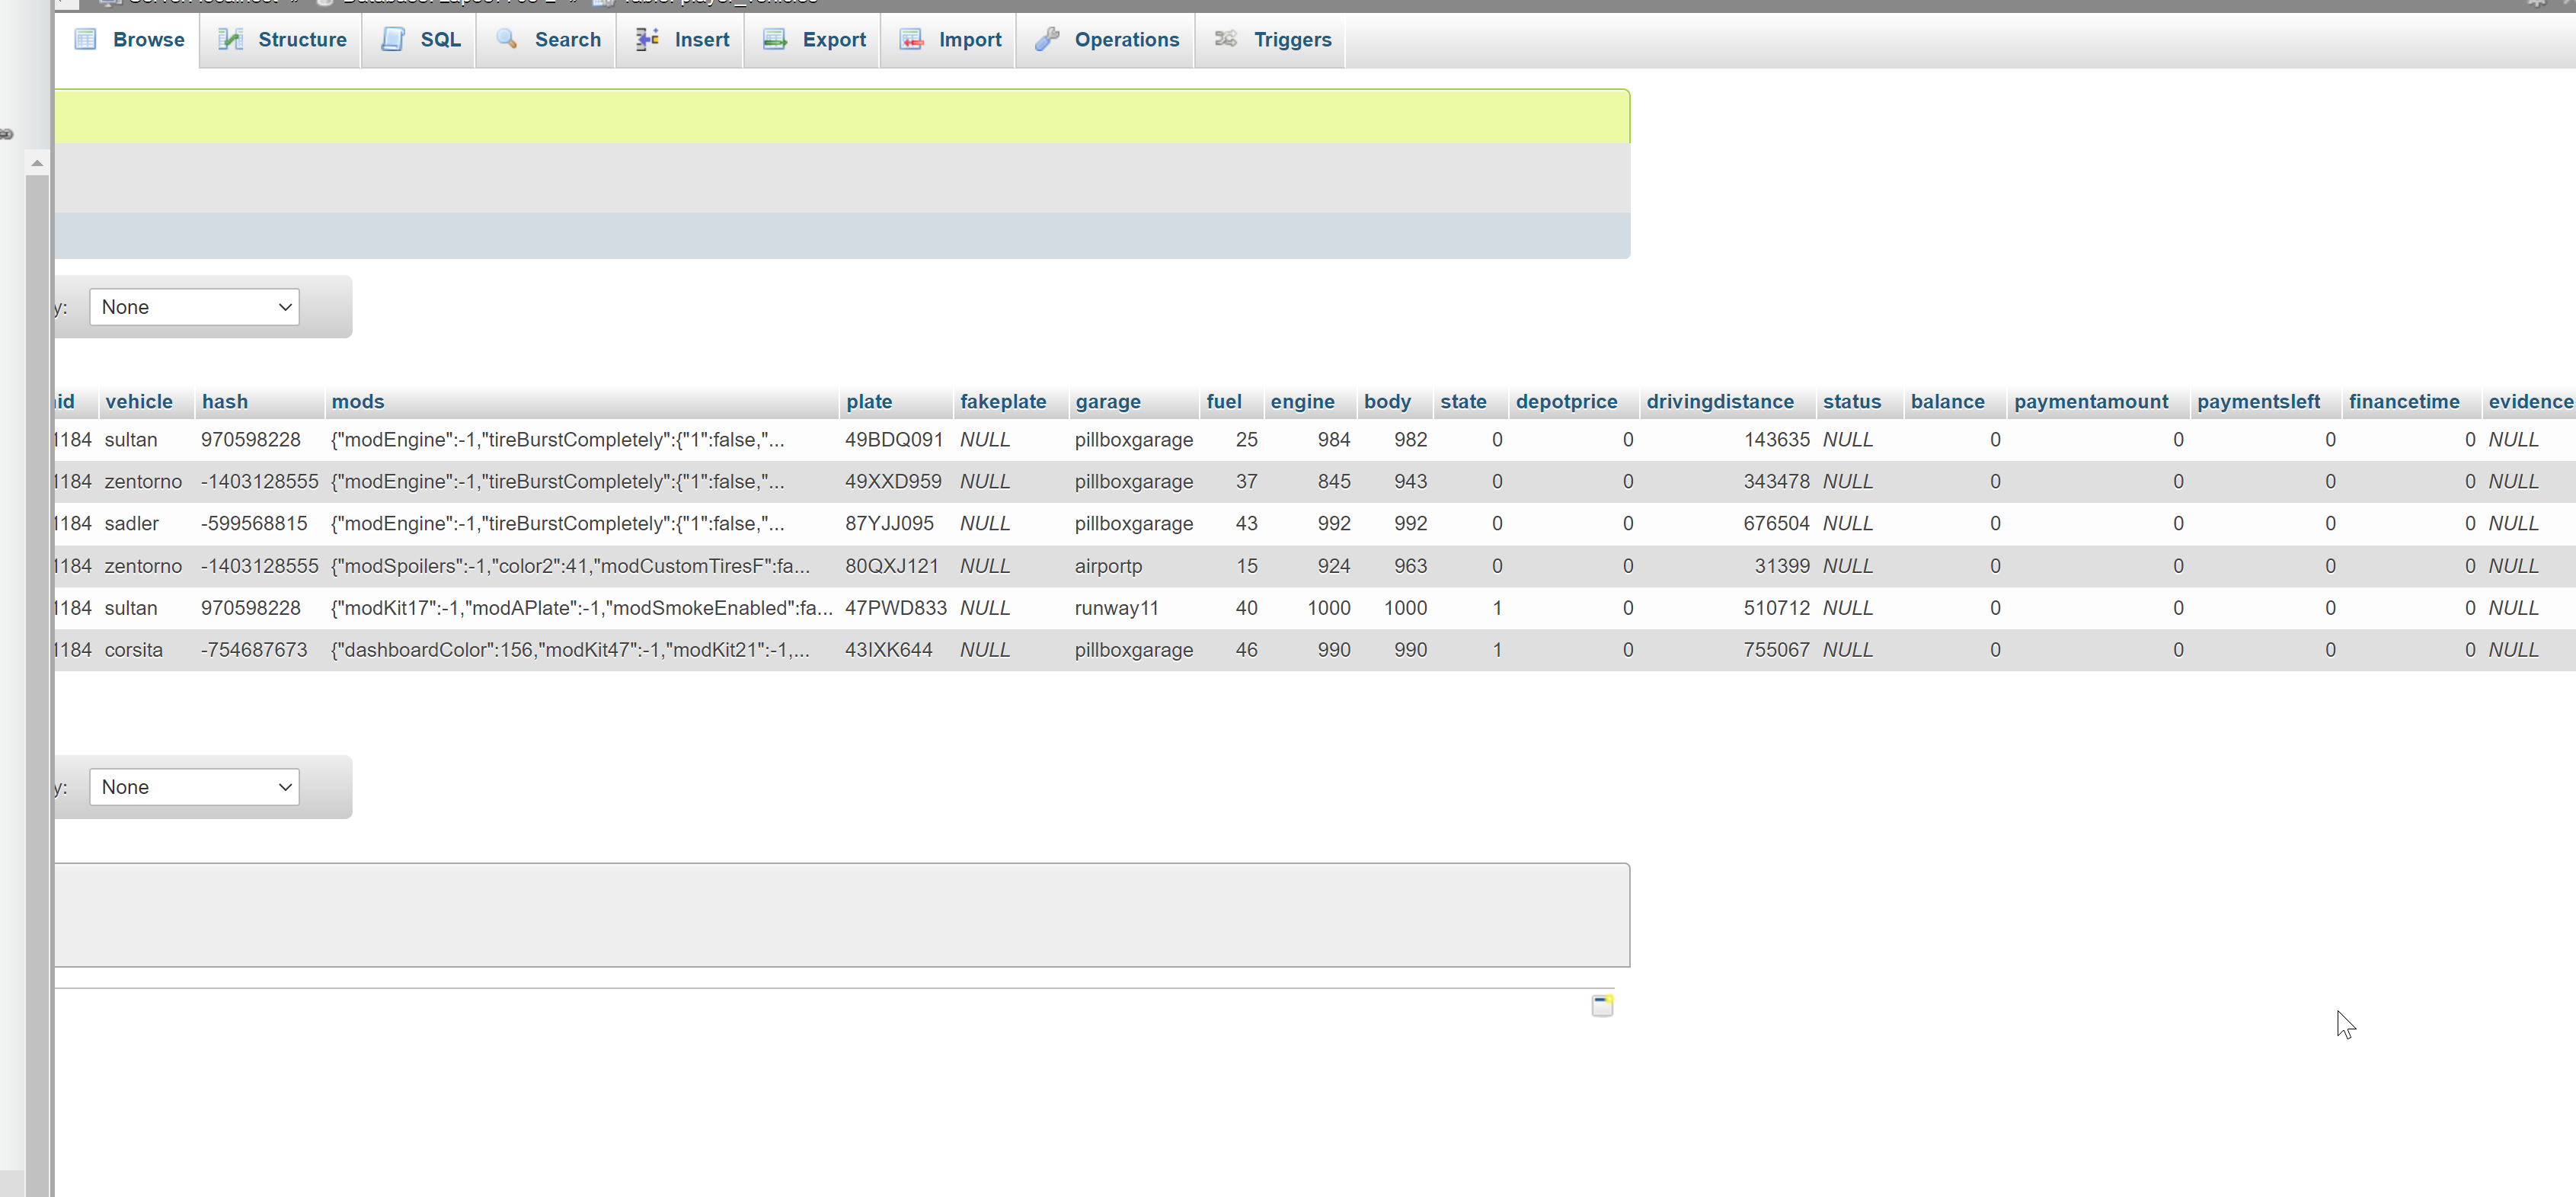 Browse Structure SQL Search Insert Export Import Operations Triggers
y: None
id vehicle hash mods plate fakeplate garage fuel engine body state depotprice drivingdistance status balance paymentamount paymentsleft financetime evidence
1184 sultan 970598228 {"modEngine":-1,"tireBurstCompletely":{"1":false,"... 49BDQ091 NULL pillboxgarage 25 984 982 0 0 143635 NULL 0 0 0 0 NULL
1184 zentorno -1403128555 {"modEngine":-1,"tireBurstCompletely":{"1":false,"... 49XXD959 NULL pillboxgarage 37 845 943 0 0 343478 NULL 0 0 0 0 NULL
1184 sadler -599568815 {"modEngine":-1,"tireBurstCompletely":{"1":false,"... 87YJJ095 NULL pillboxgarage 43 992 992 0 0 676504 NULL 0 0 0 0 NULL
1184 zentorno -1403128555 {"modSpoilers":-1,"color2":41,"modCustomTiresF":fa... 80QXJ121 NULL airportp 15 924 963 0 0 31399 NULL 0 0 0 0 NULL
1184 sultan 970598228 {"modKit17":-1,"modAPlate":-1,"modSmokeEnabled":fa... 47PWD833 NULL runway11 40 1000 1000 1 0 510712 NULL 0 0 0 0 NULL
1184 corsita -754687673 {"dashboardColor":156,"modKit47":-1,"modKit21":-1,... 43IXK644 NULL pillboxgarage 46 990 990 1 0 755067 NULL 0 0 0 0 NULL
y: None